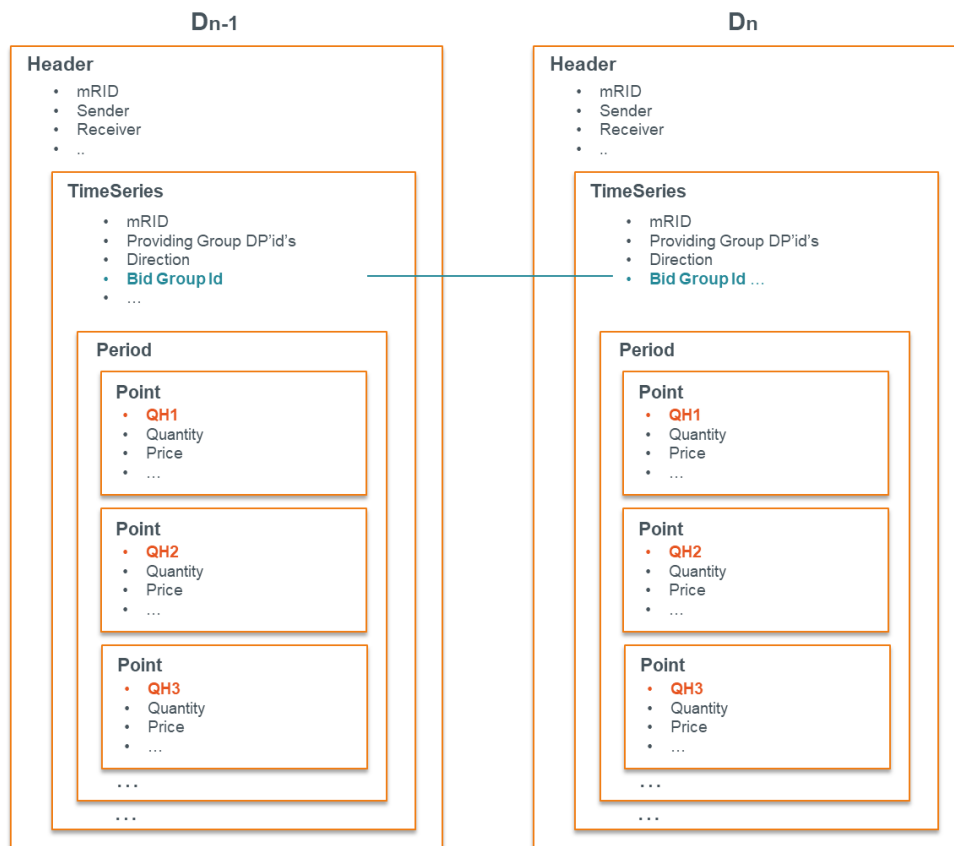 Dn-1
Header
• mRID
• Sender
• Receiver
• ..
TimeSeries
• mRID
• Providing Group DP'id's
• Direction
• Bid Group Id
• …
Period
Point
• QH1
• Quantity
• Price
• …
Point
• QH2
• Quantity
• Price
• …
Point
• QH3
• Quantity
• Price
• …
...
...
Dn
Header
• mRID
• Sender
• Receiver
• ..
TimeSeries
• mRID
• Providing Group DP'id's
• Direction
• Bid Group Id …
Period
Point
• QH1
• Quantity
• Price
• …
Point
• QH2
• Quantity
• Price
• …
Point
• QH3
• Quantity
• Price
• …
...
...